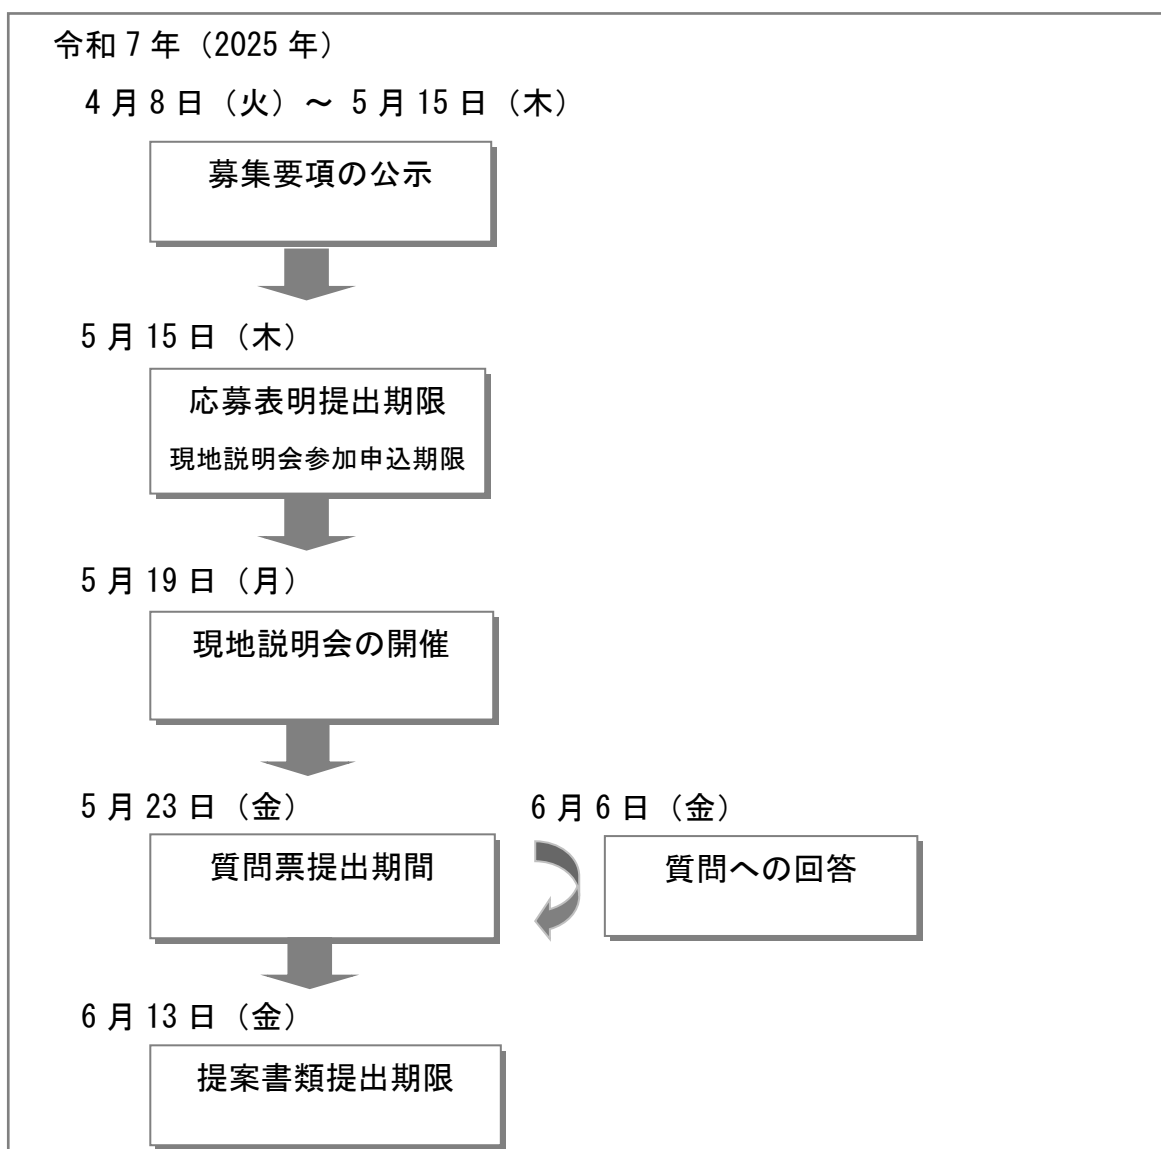 令和7年（2025年）
4月8日（火）～ 5月15日（木）
募集要項の公示
5月15日（木）
応募表明提出期限
現地説明会参加申込期限
5月19日（月）
現地説明会の開催
5月23日（金）
6月6日（金）
質問票提出期間
質問への回答
6月13日（金）
提案書類提出期限